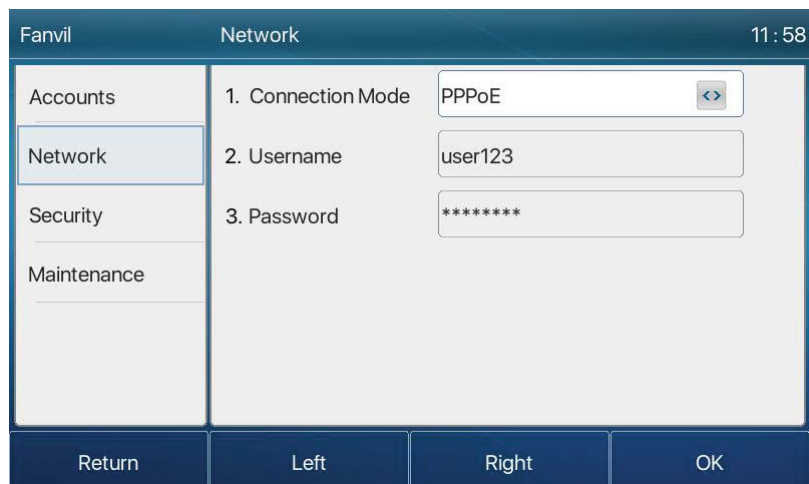 Fanvil Network 11:58
Accounts
Network
Security
Maintenance
1. Connection Mode PPPoE <>
2. Username user123
3. Password ********
Return Left Right OK